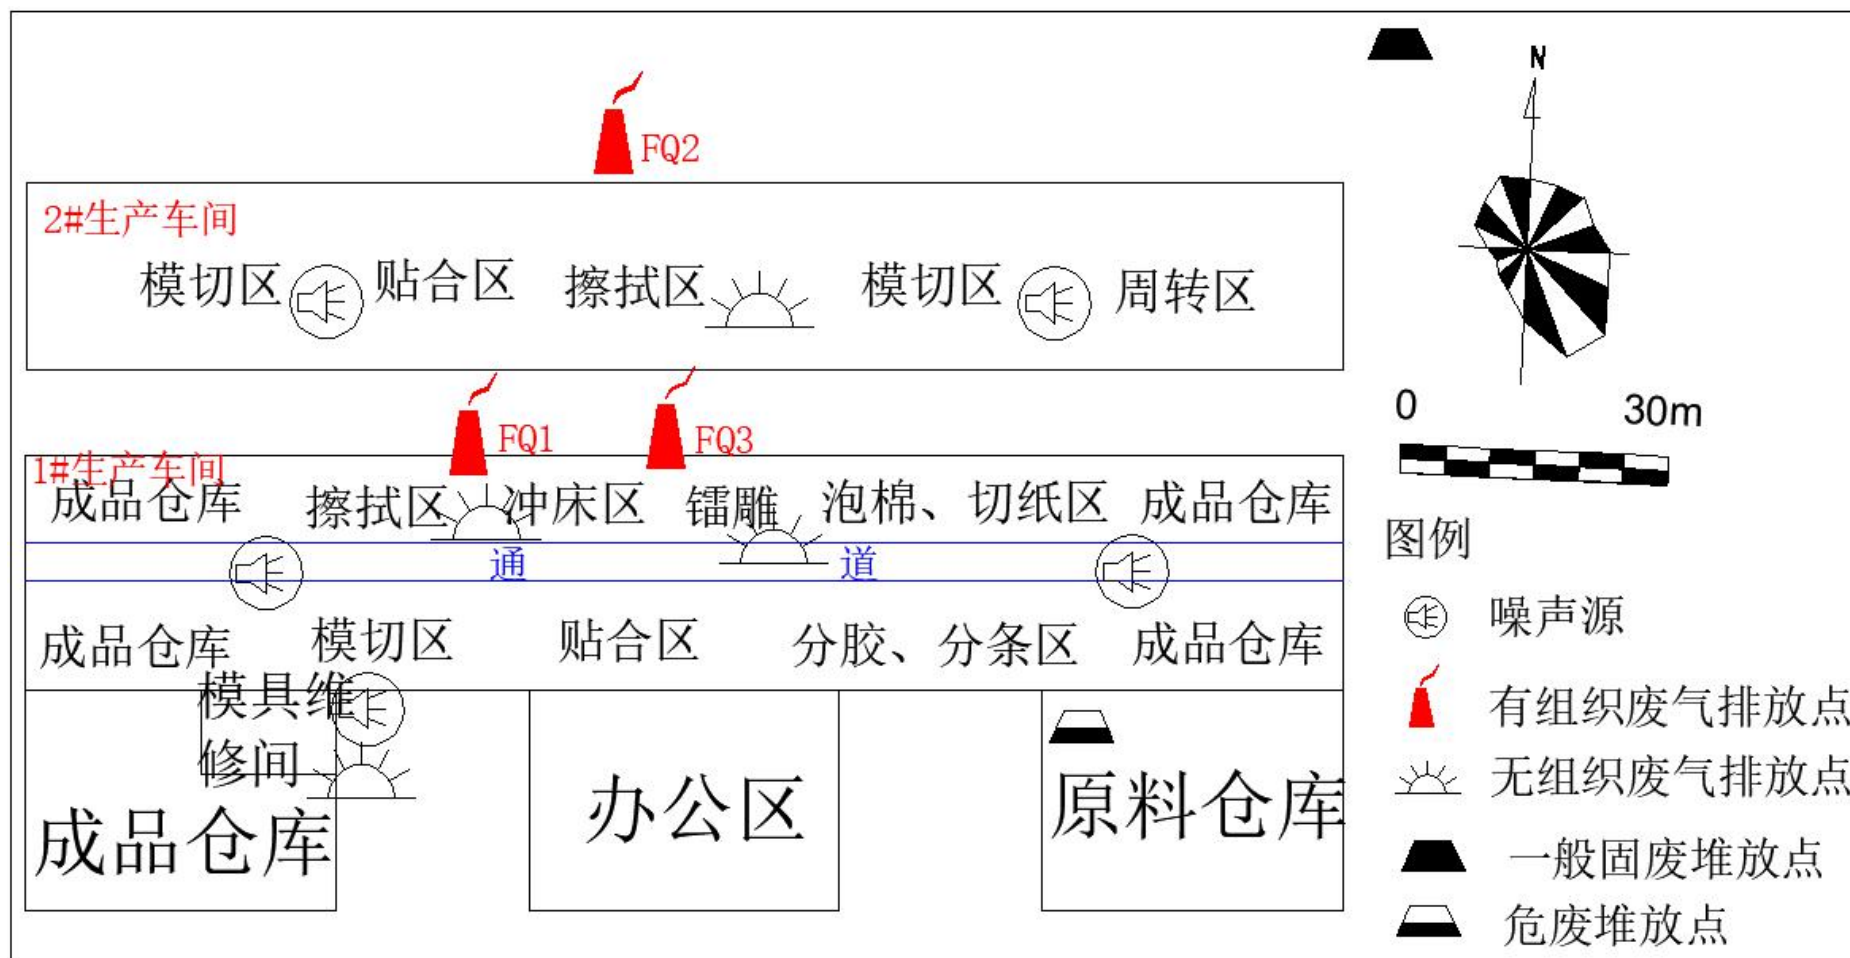 N
FQ2
2#生产车间
模切区 贴合区 擦拭区 模切区 周转区
0 30m
FQ1 FQ3
1#生产车间
成品仓库 擦拭区 冲床区 镭雕 泡棉、切纸区 成品仓库
通 道
成品仓库 模切区 贴合区 分胶、分条区 成品仓库
模具维
修间
成品仓库 办公区 原料仓库
图例
噪声源
有组织废气排放点
无组织废气排放点
一般固废堆放点
危废堆放点